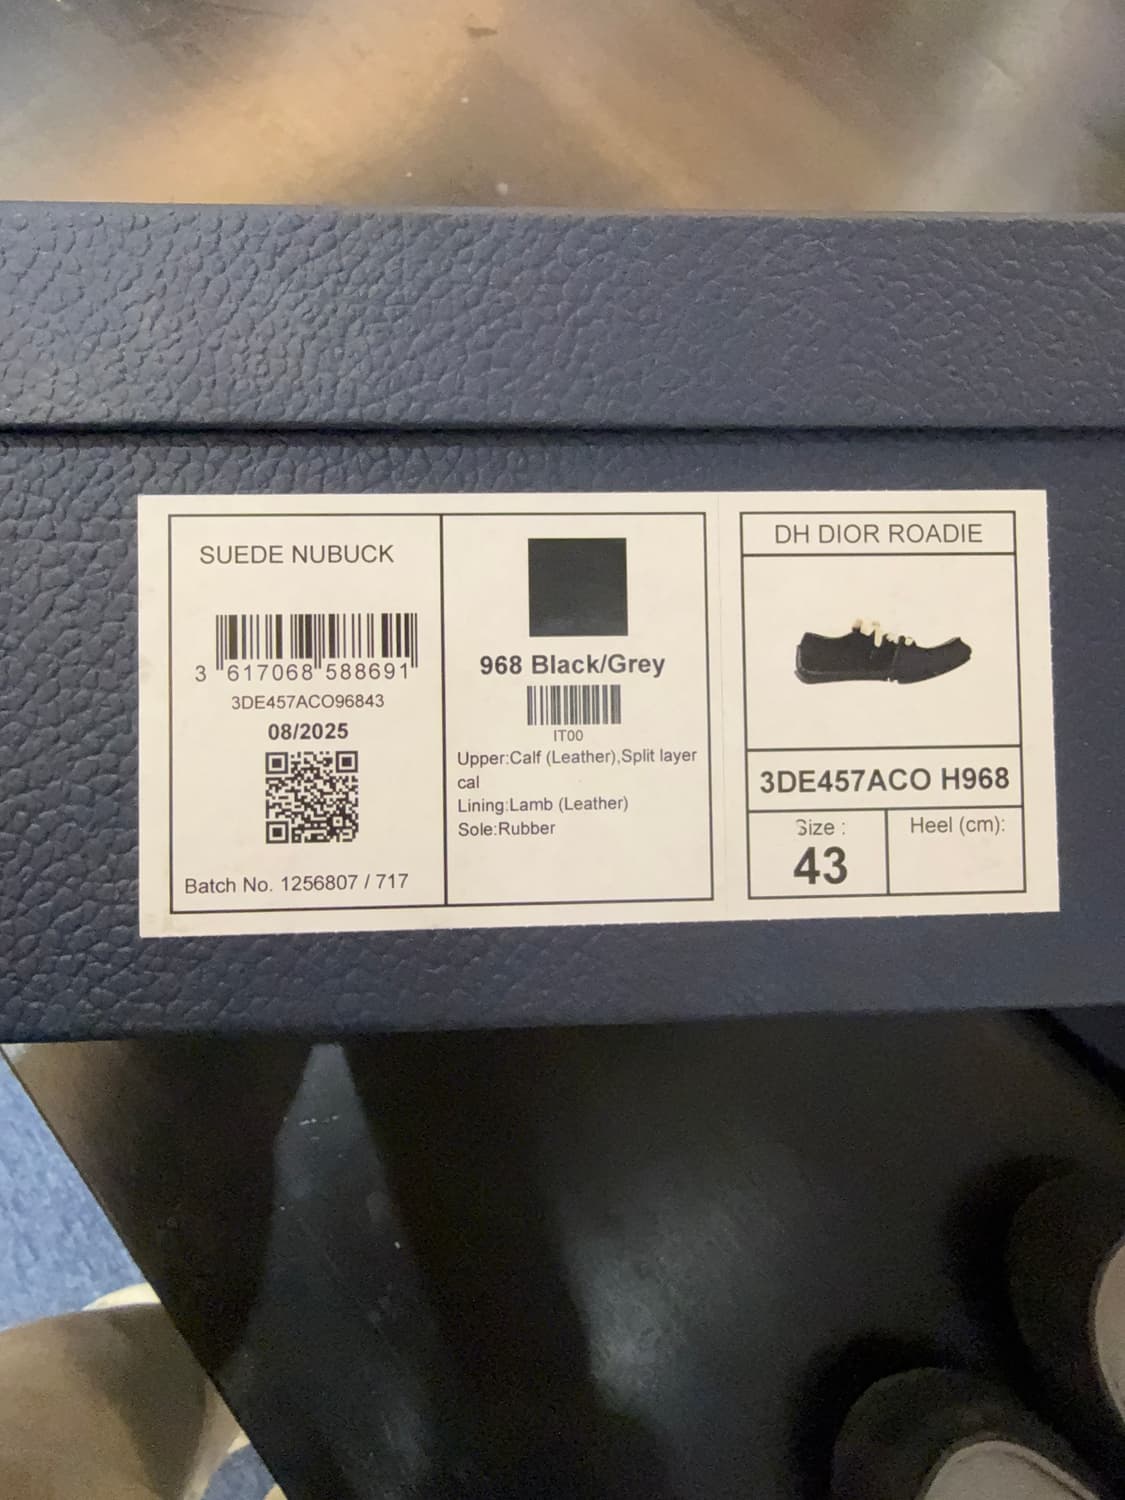 SUEDE NUBUCK
3 617068 588691
3DE457ACO96843
08/2025
Batch No. 1256807 / 717
968 Black/Grey
IT00
Upper:Calf (Leather),Split layer
cal
Lining:Lamb (Leather)
Sole:Rubber
DH DIOR ROADIE
3DE457ACO H968
Size :
43
Heel (cm):